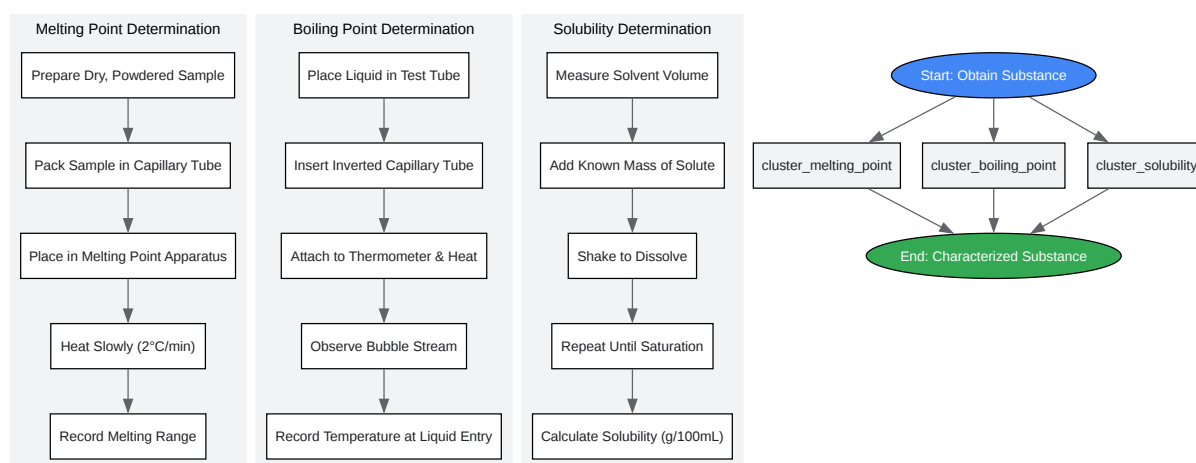 Melting Point Determination
Prepare Dry, Powdered Sample
Pack Sample in Capillary Tube
Place in Melting Point Apparatus
Heat Slowly (2°C/min)
Record Melting Range
Boiling Point Determination
Place Liquid in Test Tube
Insert Inverted Capillary Tube
Attach to Thermometer & Heat
Observe Bubble Stream
Record Temperature at Liquid Entry
Solubility Determination
Measure Solvent Volume
Add Known Mass of Solute
Shake to Dissolve
Repeat Until Saturation
Calculate Solubility (g/100mL)
Start: Obtain Substance
cluster_melting_point
cluster_boiling_point
cluster_solubility
End: Characterized Substance